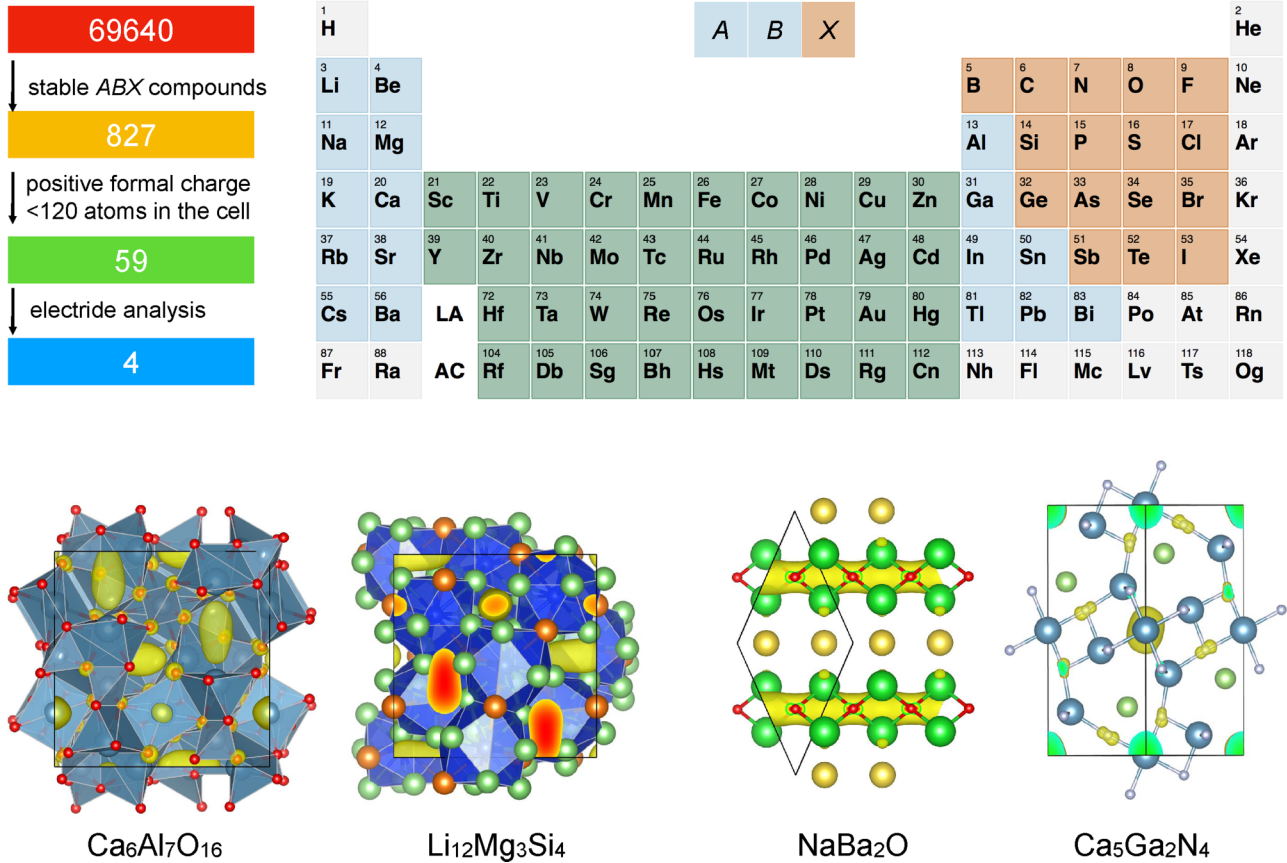 69640
stable ABX compounds
827
positive formal charge
<120 atoms in the cell
59
electride analysis
4
A B X
1 2
H He
3 4 5 6 7 8 9 10
Li Be B C N O F Ne
11 12 13 14 15 16 17 18
Na Mg Al Si P S Cl Ar
19 20 21 22 23 24 25 26 27 28 29 30 31 32 33 34 35 36
K Ca Sc Ti V Cr Mn Fe Co Ni Cu Zn Ga Ge As Se Br Kr
37 38 39 40 41 42 43 44 45 46 47 48 49 50 51 52 53 54
Rb Sr Y Zr Nb Mo Tc Ru Rh Pd Ag Cd In Sn Sb Te I Xe
55 56 72 73 74 75 76 77 78 79 80 81 82 83 84 85 86
Cs Ba LA Hf Ta W Re Os Ir Pt Au Hg Tl Pb Bi Po At Rn
87 88 104 105 106 107 108 109 110 111 112 113 114 115 116 117 118
Fr Ra AC Rf Db Sg Bh Hs Mt Ds Rg Cn Nh Fl Mc Lv Ts Og
Ca₆Al₇O₁₆ Li₁₂Mg₃Si₄ NaBa₂O Ca₅Ga₂N₄